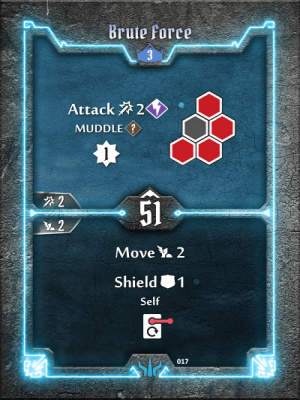 Brute Force
3
Attack 2
MUDDLE ?
1
2
51
2
Move 2
Shield 1
Self
017